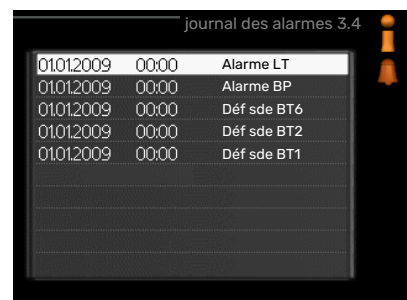 journal des alarmes 3.4
01.01.2009 00:00 Alarme LT
01.01.2009 00:00 Alarme BP
01.01.2009 00:00 Déf sde BT6
01.01.2009 00:00 Déf sde BT2
01.01.2009 00:00 Déf sde BT1